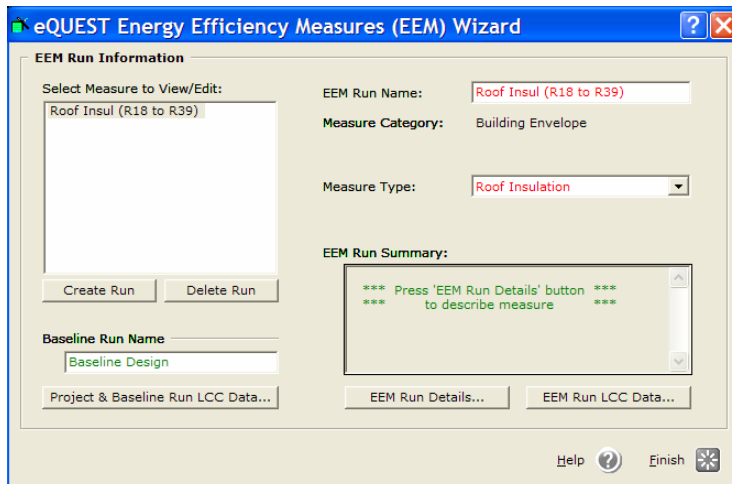 eQUEST Energy Efficiency Measures (EEM) Wizard
EEM Run Information
Select Measure to View/Edit:
Roof Insul (R18 to R39)
Create Run
Delete Run
Baseline Run Name
Baseline Design
Project & Baseline Run LCC Data...
EEM Run Name:
Roof Insul (R18 to R39)
Measure Category:
Building Envelope
Measure Type:
Roof Insulation
EEM Run Summary:
*** Press 'EEM Run Details' button ***
*** to describe measure ***
EEM Run Details...
EEM Run LCC Data...
Help ?
Finish